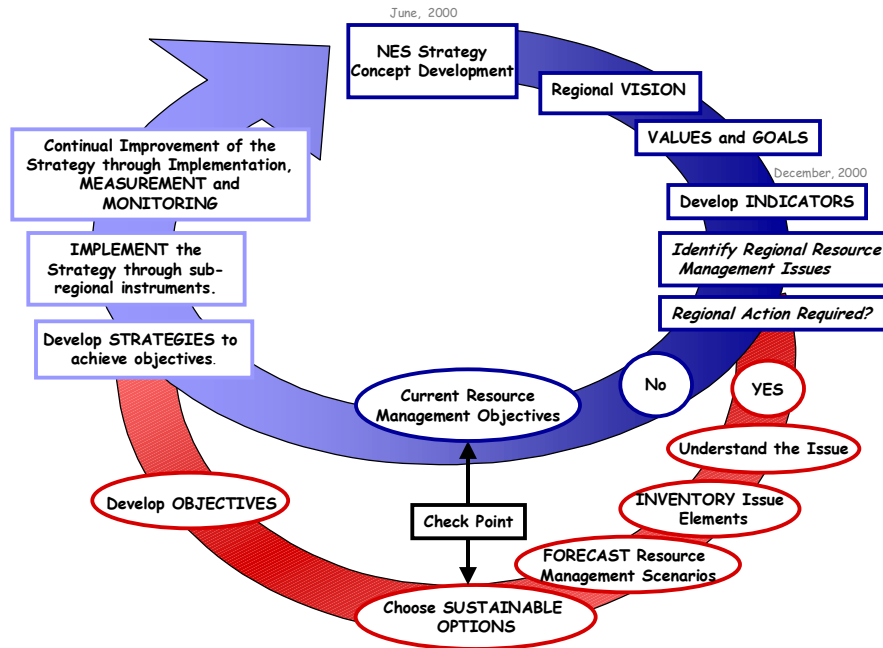 June, 2000
NES Strategy
Concept Development
Regional VISION
VALUES and GOALS
December, 2000
Develop INDICATORS
Identify Regional Resource
Management Issues
Regional Action Required?
No
YES
Understand the Issue
INVENTORY Issue
Elements
FORECAST Resource
Management Scenarios
Choose SUSTAINABLE
OPTIONS
Check Point
Current Resource
Management Objectives
Develop OBJECTIVES
Develop STRATEGIES to
achieve objectives.
IMPLEMENT the
Strategy through sub-
regional instruments.
Continual Improvement of the
Strategy through Implementation,
MEASUREMENT and
MONITORING